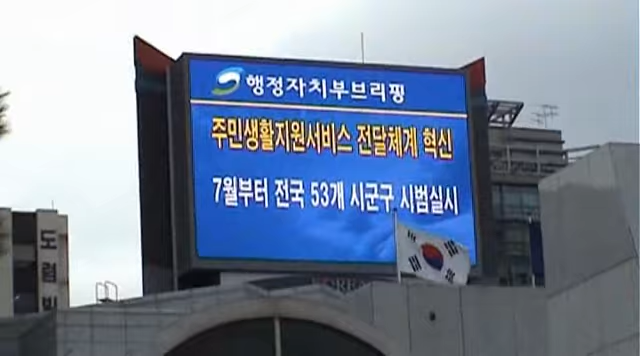 행정자치부브리핑
주민생활지원서비스 전달체계 혁신
7월부터 전국 53개 시군구 시범실시
도림빌